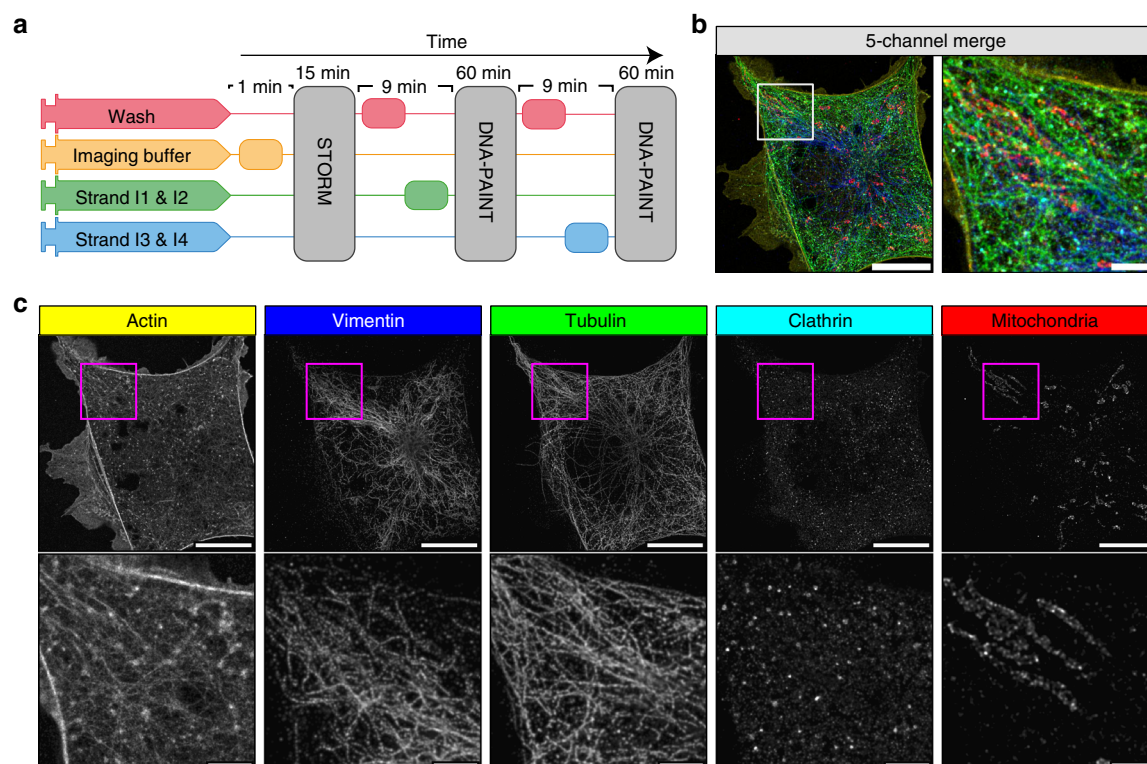 a
Time
1 min
15 min
9 min
60 min
9 min
60 min
Wash
Imaging buffer
Strand I1 & I2
Strand I3 & I4
STORM
DNA-PAINT
DNA-PAINT
b
5-channel merge
c
Actin
Vimentin
Tubulin
Clathrin
Mitochondria